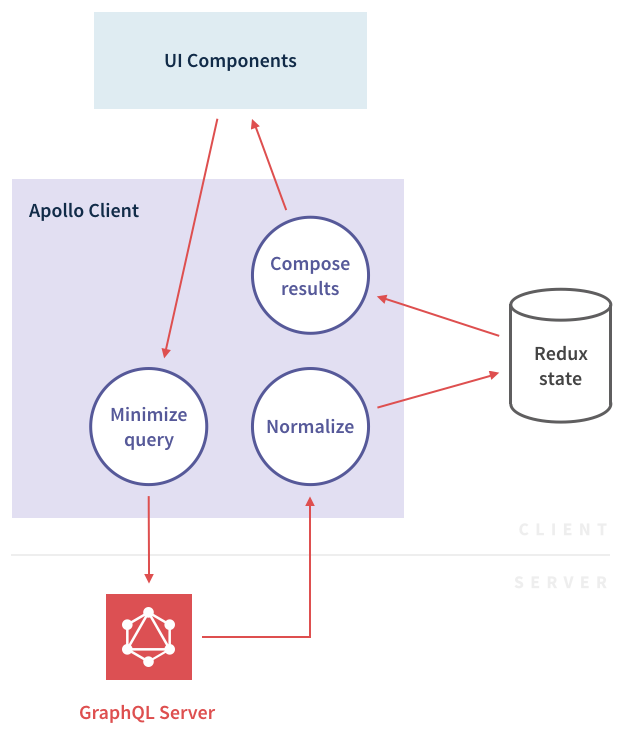 UI Components
Apollo Client
Compose
results
Redux
state
Minimize
query
Normalize
CLIENT
SERVER
GraphQL Server